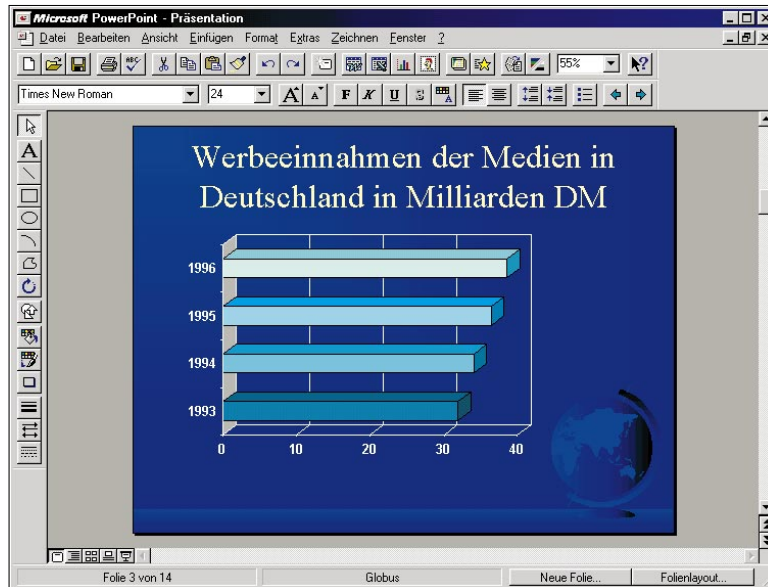 Microsoft PowerPoint - Präsentation
Datei Bearbeiten Ansicht Einfügen Format Extras Zeichnen Fenster ?
ABC 55% ?
Times New Roman 24 A A F K U S A
A
Werbeeinnahmen der Medien in
Deutschland in Milliarden DM
1996
1995
1994
1993
0 10 20 30 40
Folie 3 von 14 Globus Neue Folie... Folienlayout...